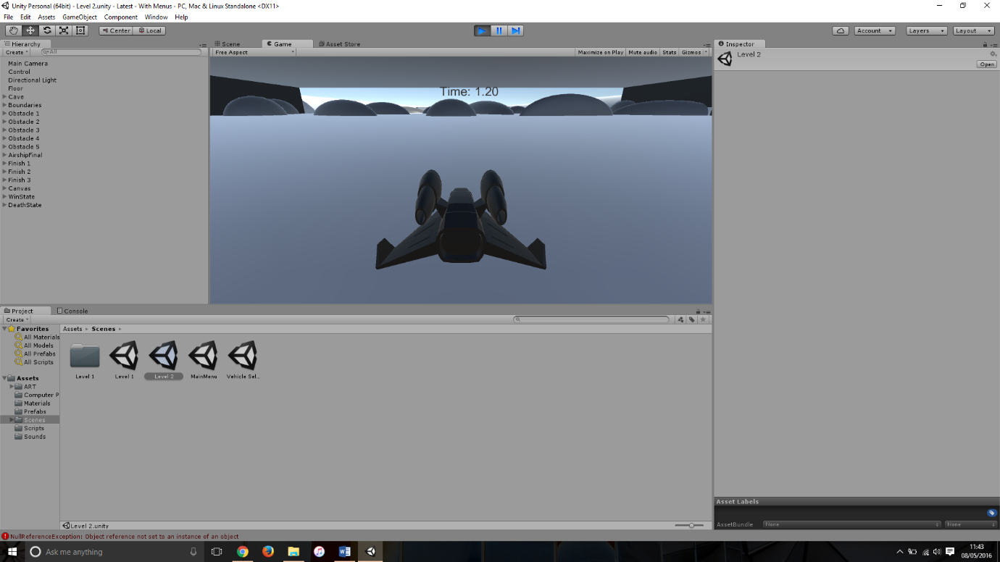 Unity Personal (64bit) - Level 2.unity - Latest - With Menus - PC, Mac & Linux Standalone <DX11>
File Edit Assets GameObject Component Window Help
Center Local Account Layers Layout
Hierarchy
Create All
Main Camera
Control
Directional Light
Floor
Cave
Boundaries
Obstacle 1
Obstacle 2
Obstacle 3
Obstacle 4
Obstacle 5
AirshipFinal
Finish 1
Finish 2
Finish 3
Canvas
WinState
DeathState
Scene Game Asset Store
Free Aspect Maximize on Play Mute audio Stats Gizmos
Time: 1.20
Inspector
Level 2
Open
Project Console
Create
Favorites
All Materials
All Models
All Prefabs
All Scripts
Assets
ART
Computer P
Materials
Prefabs
Scenes
Scripts
Sounds
Assets Scenes
Level 1 Level 1 Level 2 MainMenu Vehicle Sel...
Level 2.unity
Asset Labels
AssetBundle None None
NullReferenceException: Object reference not set to an instance of an object
Ask me anything
11:43
08/05/2016